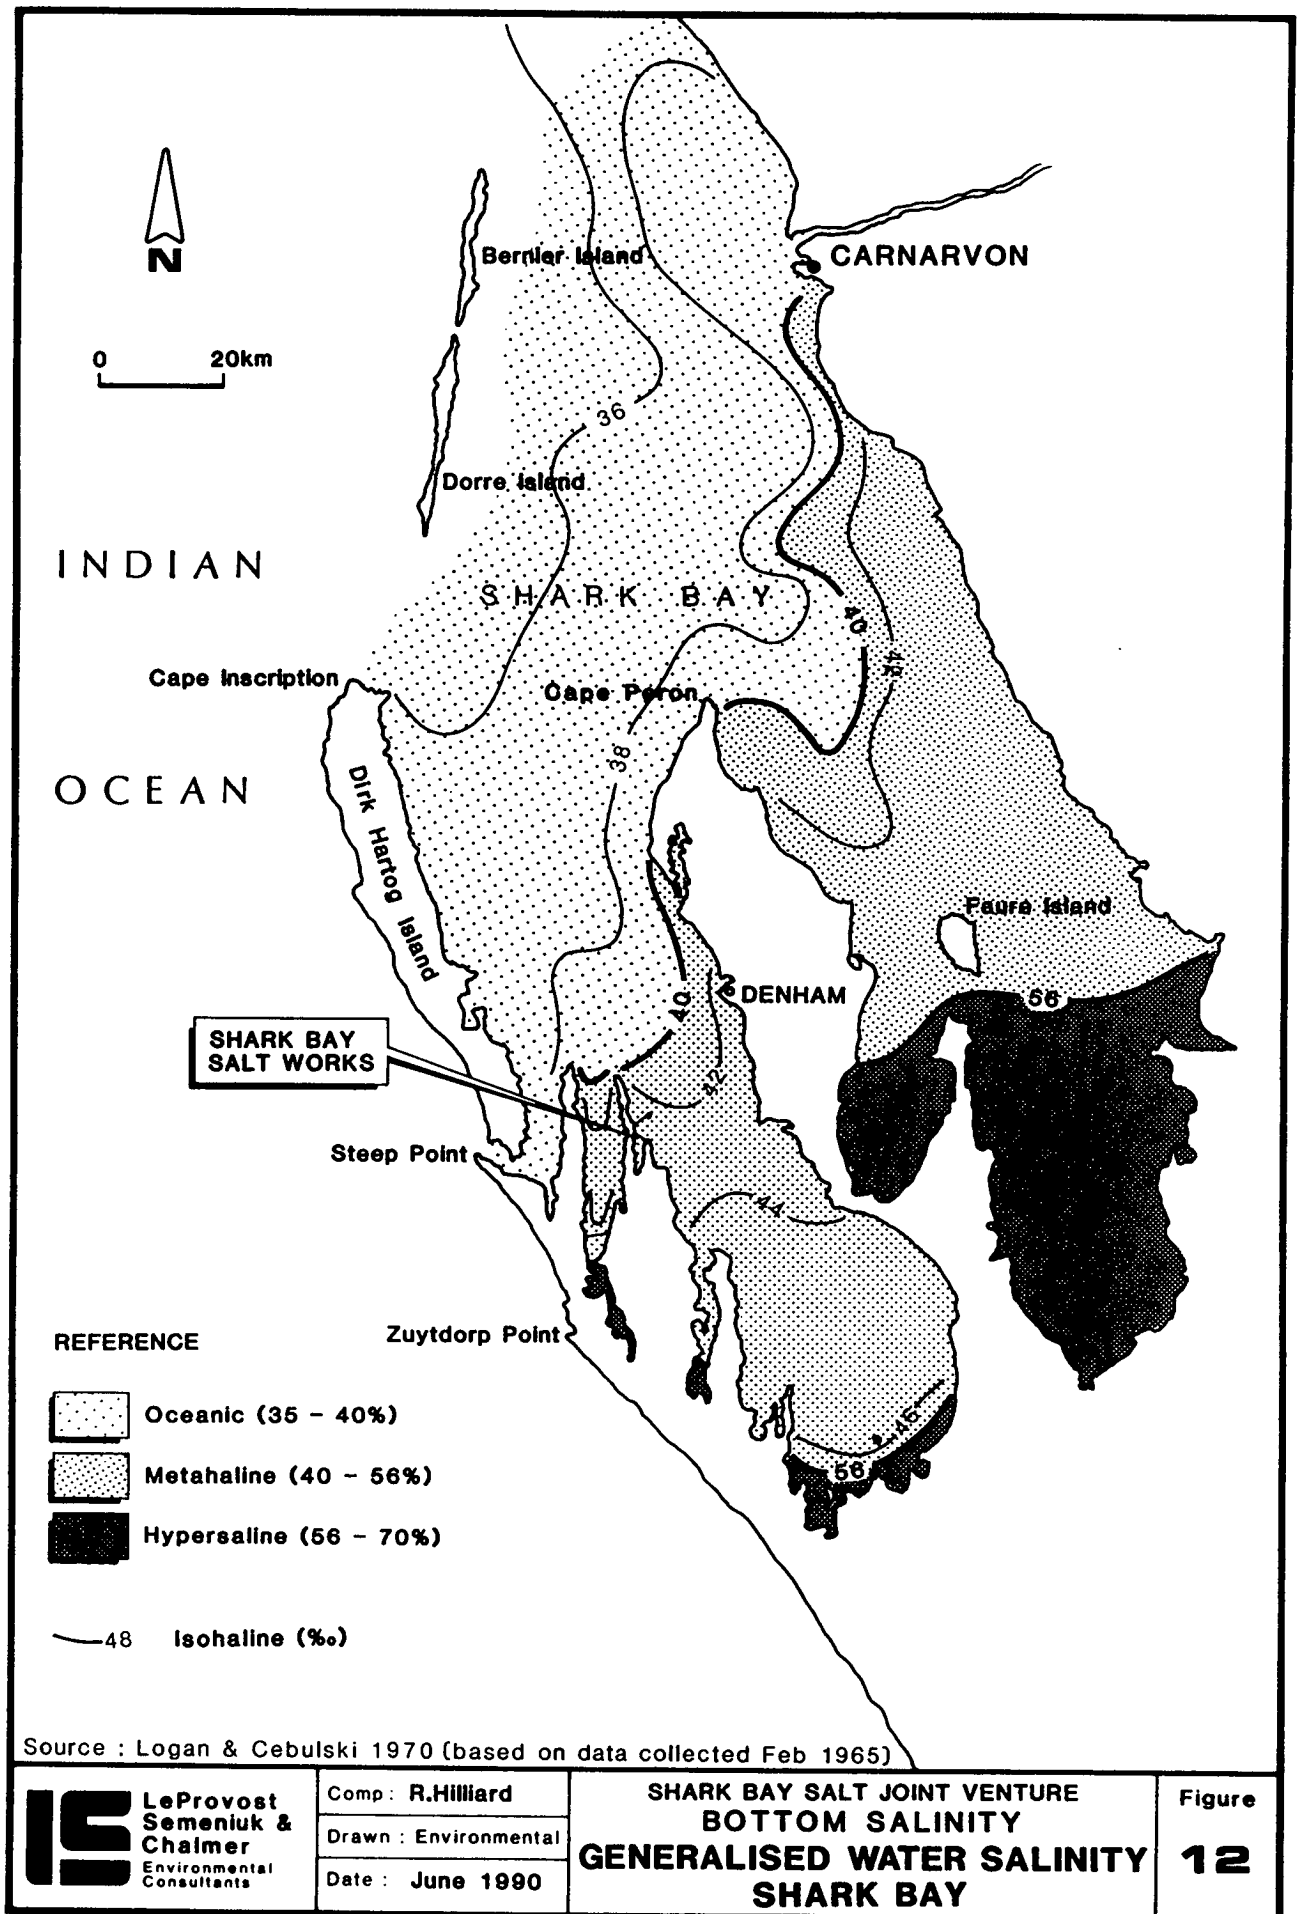 CARNARVON
Bernier Island
N
0 20km
36
Dorre Island
INDIAN
SHARK BAY
40
42
Cape Inscription
Cape Peron
38
OCEAN
Dirk Hartog Island
Faure Island
DENHAM
56
40
SHARK BAY
SALT WORKS
42
Steep Point
44
Zuytdorp Point
REFERENCE
Oceanic (35 - 40%)
Metahaline (40 - 56%)
Hypersaline (56 - 70%)
56
48 Isohaline (‰)
Source : Logan & Cebulski 1970 (based on data collected Feb 1965)
LeProvost
Semeniuk &
Chalmer
Environmental
Consultants
Comp : R.Hilliard
Drawn : Environmental
Date : June 1990
SHARK BAY SALT JOINT VENTURE
BOTTOM SALINITY
GENERALISED WATER SALINITY
SHARK BAY
Figure
12